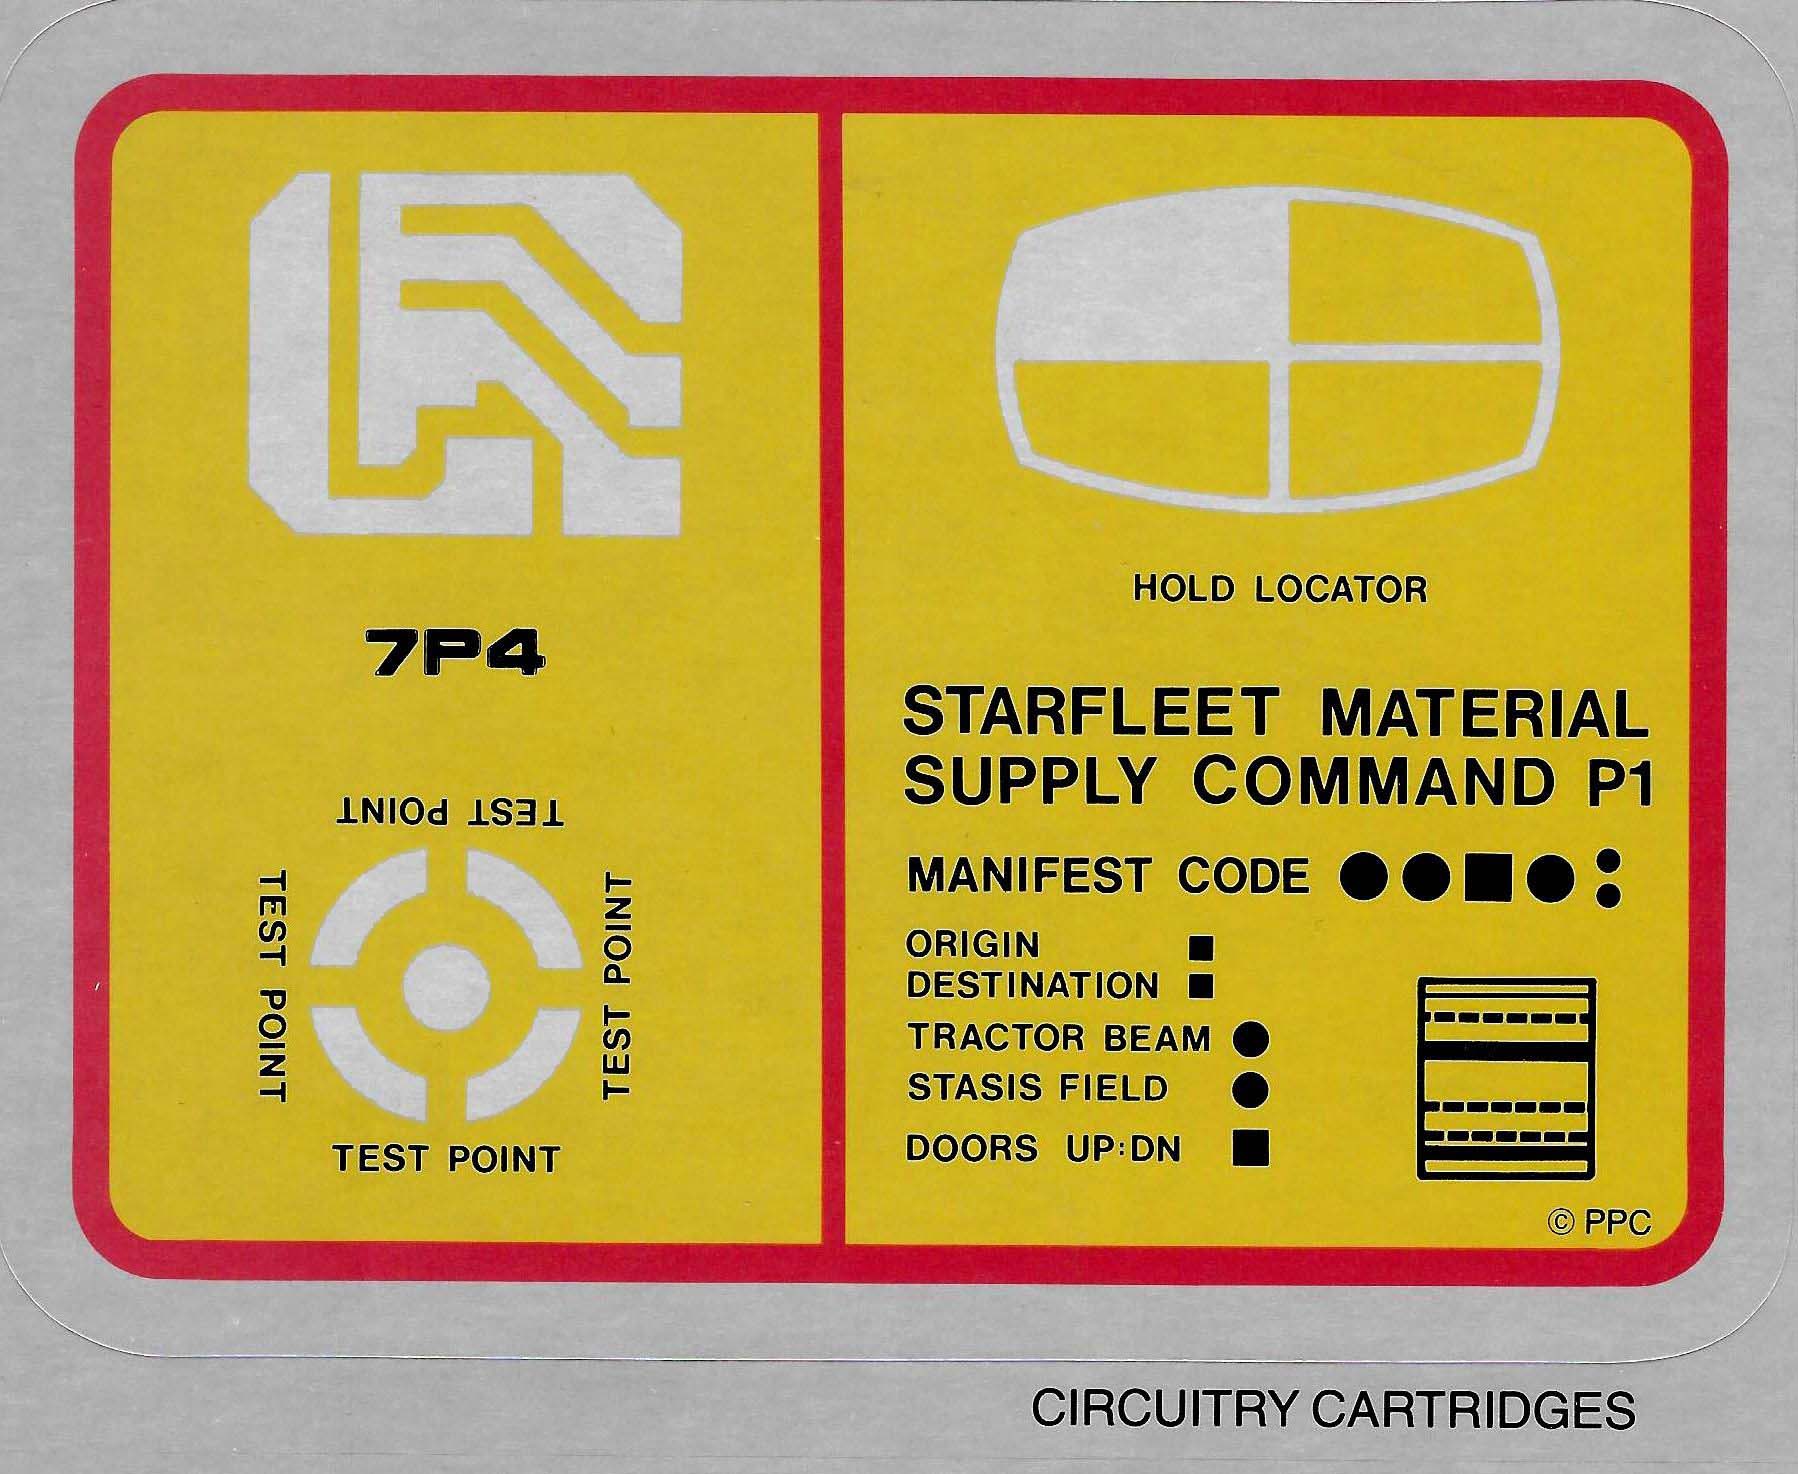 7P4
TEST POINT
TEST POINT
TEST POINT
TEST POINT
HOLD LOCATOR
STARFLEET MATERIAL
SUPPLY COMMAND P1
MANIFEST CODE
ORIGIN
DESTINATION
TRACTOR BEAM
STASIS FIELD
DOORS UP:DN
© PPC
CIRCUITRY CARTRIDGES